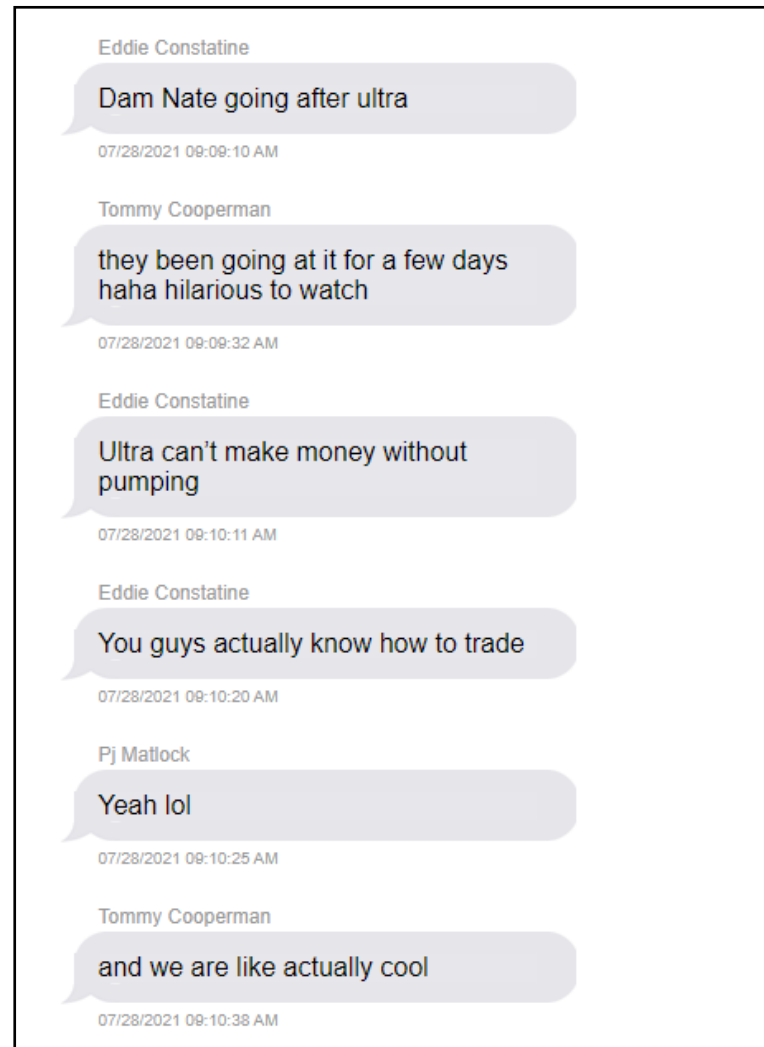 Eddie Constatine
Dam Nate going after ultra
07/28/2021 09:09:10 AM
Tommy Cooperman
they been going at it for a few days
haha hilarious to watch
07/28/2021 09:09:32 AM
Eddie Constatine
Ultra can’t make money without
pumping
07/28/2021 09:10:11 AM
Eddie Constatine
You guys actually know how to trade
07/28/2021 09:10:20 AM
Pj Matlock
Yeah lol
07/28/2021 09:10:25 AM
Tommy Cooperman
and we are like actually cool
07/28/2021 09:10:38 AM